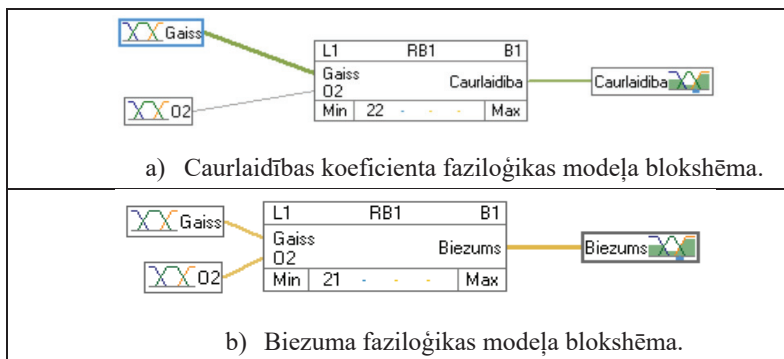 Gaiss
L1 RB1 B1
Gaiss
O2
Caurlaidiba
Caurlaidiba
O2
Min 22 - - - Max
a) Caurlaidības koeficienta faziloģikas modeļa blokshēma.
Gaiss
L1 RB1 B1
Gaiss
O2
Biezums
Biezums
O2
Min 21 - - - - Max
b) Biezuma faziloģikas modeļa blokshēma.